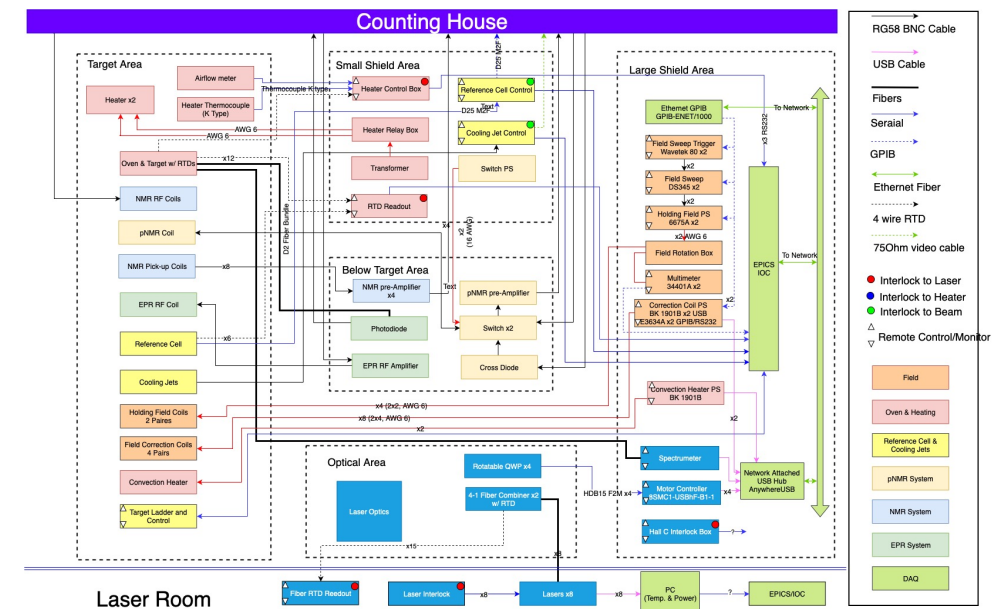 Counting House
Target Area
Airflow meter
Heater x2
Heater Thermocouple
(K Type)
Thermocouple K type
AWG 6
AWG 6
Oven & Target w/ RTDs
x12
NMR RF Coils
pNMR Coil
NMR Pick-up Coils
x8
EPR RF Coil
Reference Cell
x6
Cooling Jets
Holding Field Coils
2 Paires
Field Correction Coils
4 Pairs
Convection Heater
Target Ladder and
Control
D2 Fiber Bundle
Small Shield Area
Heater Control Box
D25 M2F
Reference Cell Control
Text
D25 M2F
Heater Relay Box
Cooling Jet Control
Transformer
Switch PS
RTD Readout
x4
x2
(16 AWG)
Below Target Area
NMR pre-Amplifier
x4
Text
pNMR pre-Amplifier
Photodiode
Switch x2
EPR RF Amplifier
Cross Diode
x4 (2x2, AWG 6)
x8 (2x4, AWG 6)
x2
Large Shield Area
Ethernet GPIB
GPIB-ENET/1000
To Network
x3 RS232
Field Sweep Trigger
Wavetek 80 x2
x2
Field Sweep
DS345 x2
x2
Holding Field PS
6675A x2
x2 AWG 6
Field Rotation Box
EPICS
IOC
To Network
Multimeter
34401A x2
x2
Correction Coil PS
BK 1901B x2 USB
E3634A x2 GPIB/RS232
Convection Heater PS
BK 1901B
x2
Spectrumeter
Network Attached
USB Hub
AnywhereUSB
Motor Controller
8SMC1-USBhF-B1-1
x4
HDB15 F2M x4
Hall C Interlock Box
?
Optical Area
Rotalable QWP x4
Laser Optics
4-1 Fiber Combiner x2
w/ RTD
x15
x8
Laser Room
Fiber RTD Readout
Laser Interlock
x8
Lasers x8
x8
PC
(Temp. & Power)
?
EPICS/IOC
RG58 BNC Cable
USB Cable
Fibers
Seraial
GPIB
Ethernet Fiber
4 wire RTD
75Ohm video cable
Interlock to Laser
Interlock to Heater
Interlock to Beam
Remote Control/Monitor
Field
Oven & Heating
Reference Cell &
Cooling Jets
pNMR System
NMR System
EPR System
DAQ